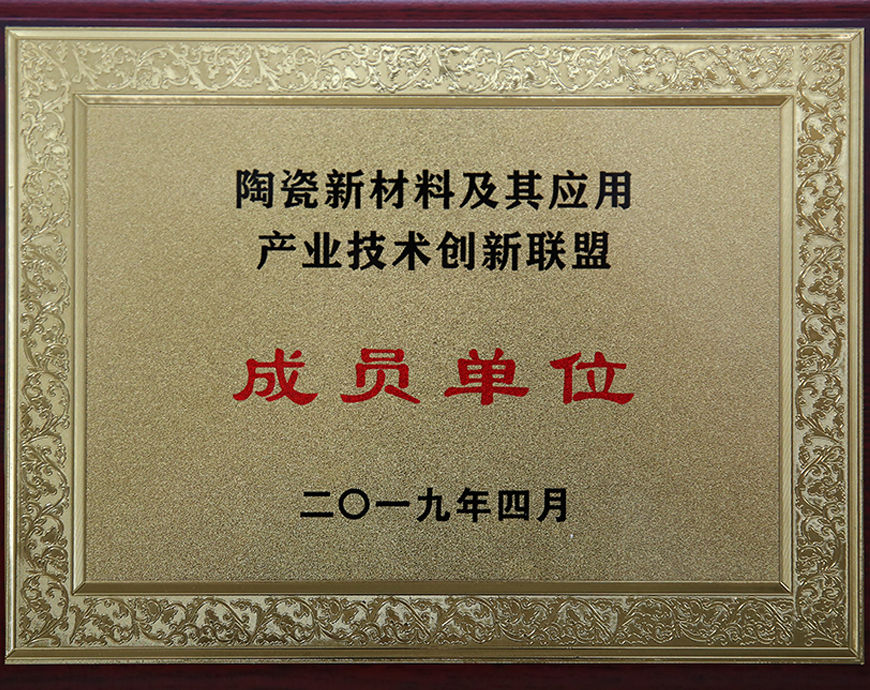 陶瓷新材料及其应用
产业技术创新联盟
成员单位
二〇一九年四月